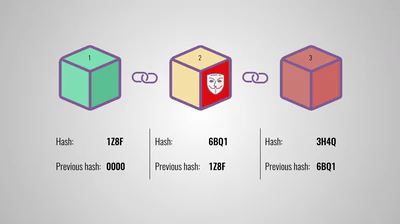 1
2
3
Hash: 1Z8F
Previous hash: 0000
Hash: 6BQ1
Previous hash: 1Z8F
Hash: 3H4Q
Previous hash: 6BQ1